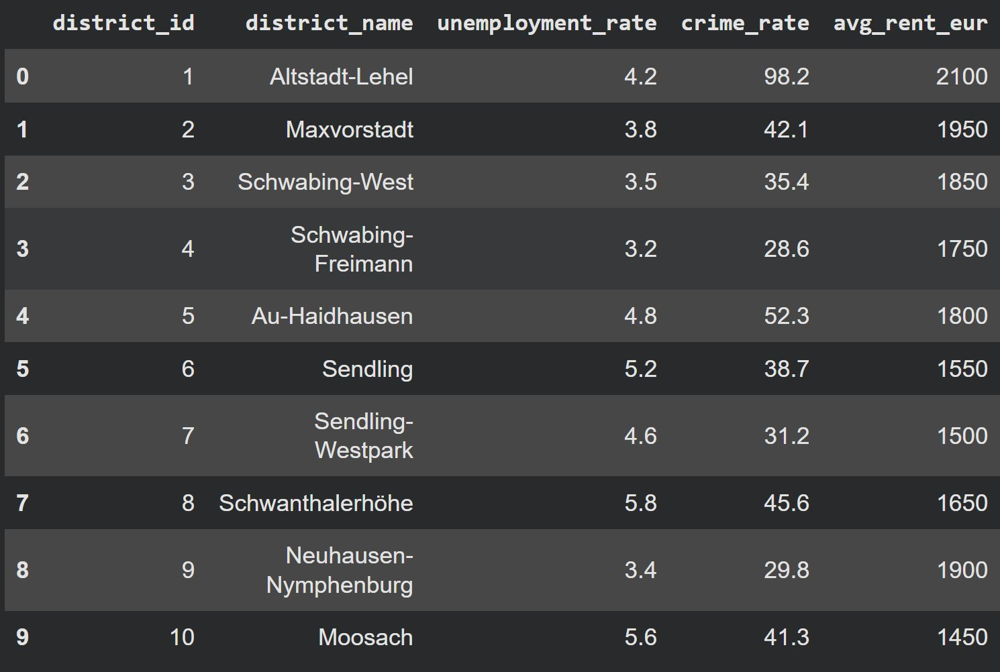 district_id district_name unemployment_rate crime_rate avg_rent_eur
0 1 Altstadt-Lehel 4.2 98.2 2100
1 2 Maxvorstadt 3.8 42.1 1950
2 3 Schwabing-West 3.5 35.4 1850
3 4 Schwabing-
Freimann 3.2 28.6 1750
4 5 Au-Haidhausen 4.8 52.3 1800
5 6 Sendling 5.2 38.7 1550
6 7 Sendling-
Westpark 4.6 31.2 1500
7 8 Schwanthalerhöhe 5.8 45.6 1650
8 9 Neuhausen-
Nymphenburg 3.4 29.8 1900
9 10 Moosach 5.6 41.3 1450